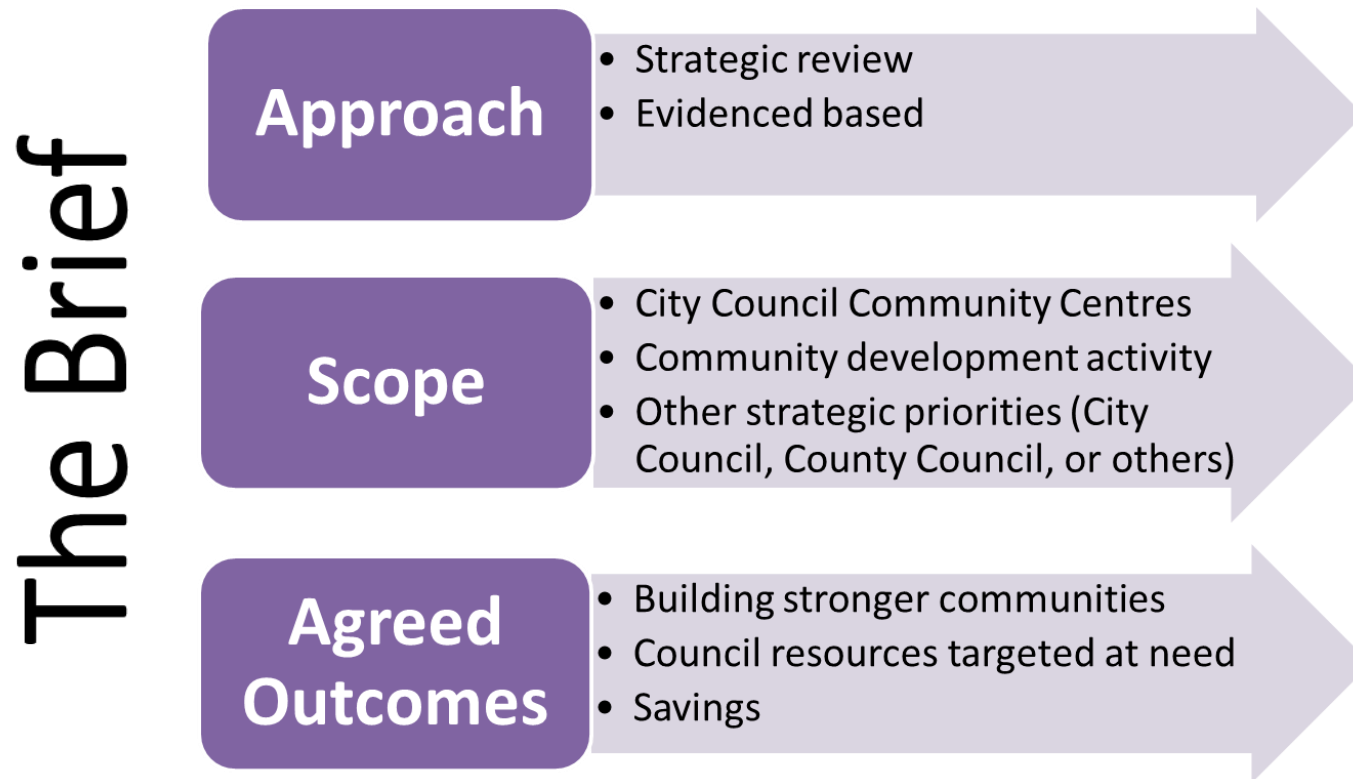 The Brief
Approach
• Strategic review
• Evidenced based
Scope
• City Council Community Centres
• Community development activity
• Other strategic priorities (City
Council, County Council, or others)
Agreed
Outcomes
• Building stronger communities
• Council resources targeted at need
• Savings